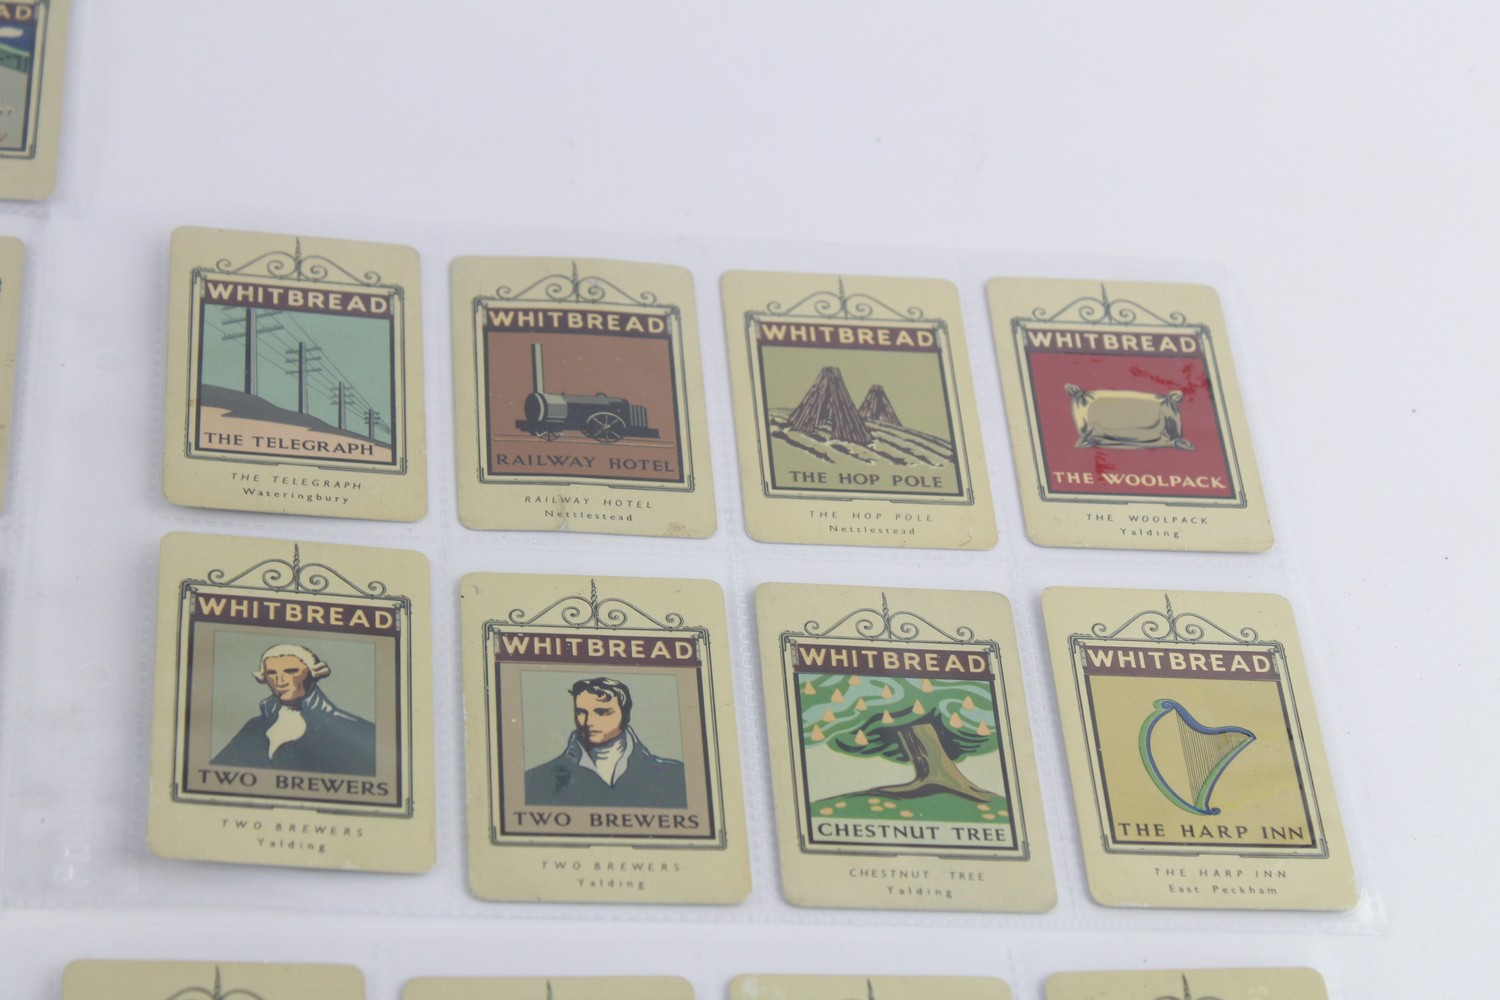 AD
WHITBREAD
THE TELEGRAPH
THE TELEGRAPH
Wateringbury
WHITBREAD
RAILWAY HOTEL
RAILWAY HOTEL
Nettlestead
WHITBREAD
THE HOP POLE
THE HOP POLE
Nettlestead
WHITBREAD
THE WOOLPACK
THE WOOLPACK
Yalding
WHITBREAD
TWO BREWERS
TWO BREWERS
Yalding
WHITBREAD
TWO BREWERS
TWO BREWERS
Yalding
WHITBREAD
CHESTNUT TREE
CHESTNUT TREE
Yalding
WHITBREAD
THE HARP INN
THE HARP INN
East Peckham